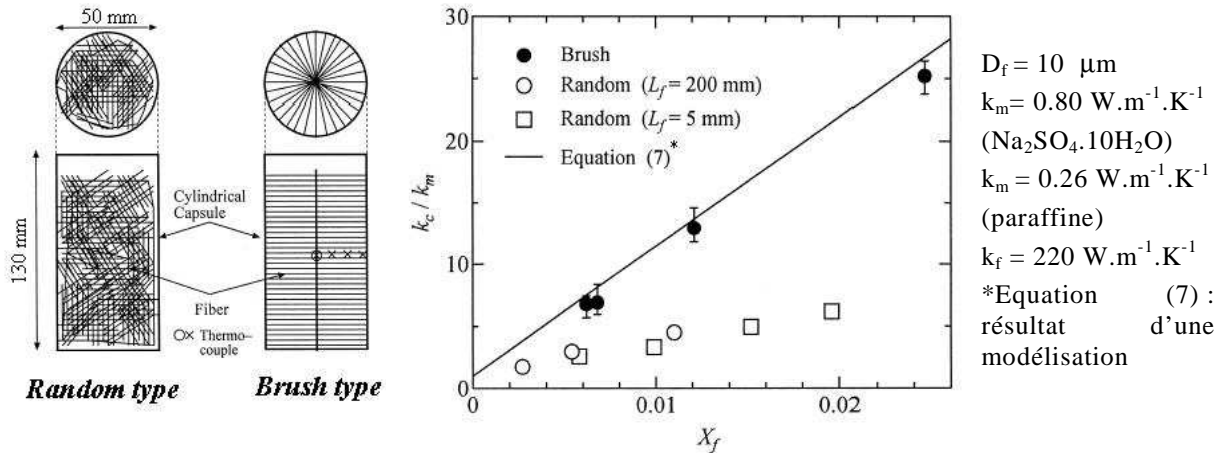 50 mm
130 mm
Cylindrical
Capsule
Fiber
Thermo-
couple
Random type
Brush type
30
20
10
0
k_c / k_m
Brush
Random (L_f = 200 mm)
Random (L_f = 5 mm)
Equation (7)*
0
0.01
0.02
X_f
D_f = 10 μm
k_m= 0.80 W.m⁻¹.K⁻¹
(Na₂SO₄.10H₂O)
k_m = 0.26 W.m⁻¹.K⁻¹
(paraffine)
k_f = 220 W.m⁻¹.K⁻¹
*Equation (7) :
résultat d'une
modélisation